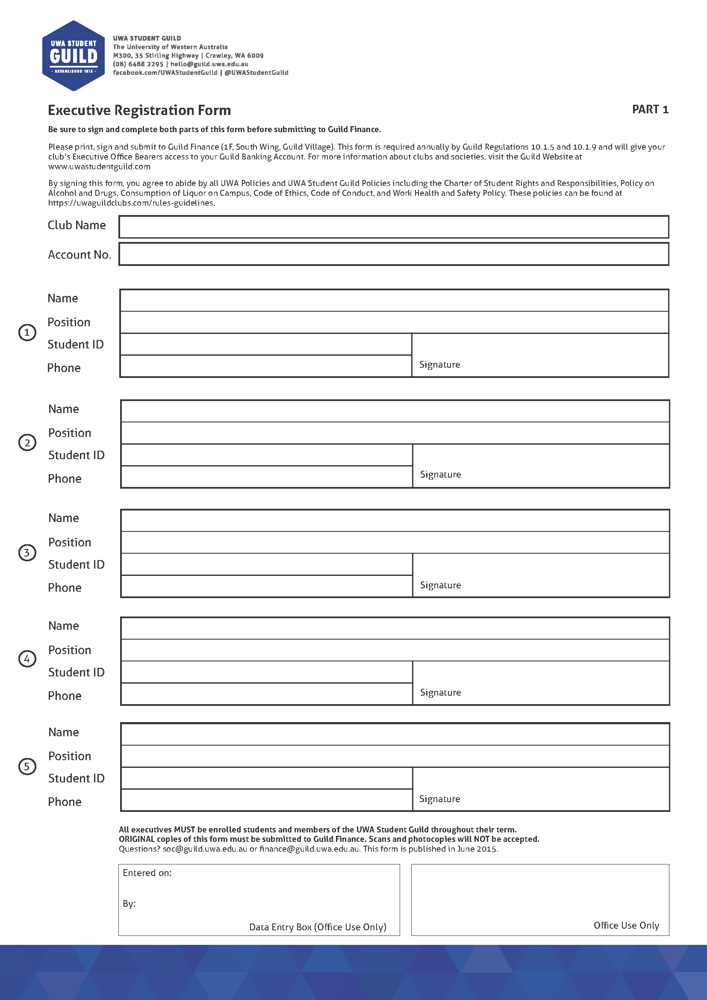 UWA STUDENT
GUILD
· ESTABLISHED 1913 ·
UWA STUDENT GUILD
The University of Western Australia
M300, 35 Stirling Highway | Crawley, WA 6009
(08) 6488 2295 | hello@guild.uwa.edu.au
facebook.com/UWAStudentGuild | @UWAStudentGuild
Executive Registration Form
PART 1
Be sure to sign and complete both parts of this form before submitting to Guild Finance.
Please print, sign and submit to Guild Finance (1F, South Wing, Guild Village). This form is required annually by Guild Regulations 10.1.5 and 10.1.9 and will give your
club's Executive Office Bearers access to your Guild Banking Account. For more information about clubs and societies, visit the Guild Website at
www.uwastudentguild.com
By signing this form, you agree to abide by all UWA Policies and UWA Student Guild Policies including the Charter of Student Rights and Responsibilities, Policy on
Alcohol and Drugs, Consumption of Liquor on Campus, Code of Ethics, Code of Conduct, and Work Health and Safety Policy. These policies can be found at
https://uwaguildclubs.com/rules-guidelines.
Club Name
Account No.
1
Name
Position
Student ID
Phone
Signature
2
Name
Position
Student ID
Phone
Signature
3
Name
Position
Student ID
Phone
Signature
4
Name
Position
Student ID
Phone
Signature
5
Name
Position
Student ID
Phone
Signature
All executives MUST be enrolled students and members of the UWA Student Guild throughout their term.
ORIGINAL copies of this form must be submitted to Guild Finance. Scans and photocopies will NOT be accepted.
Questions? soc@guild.uwa.edu.au or finance@guild.uwa.edu.au. This form is published in June 2015.
Entered on:
By:
Data Entry Box (Office Use Only)
Office Use Only